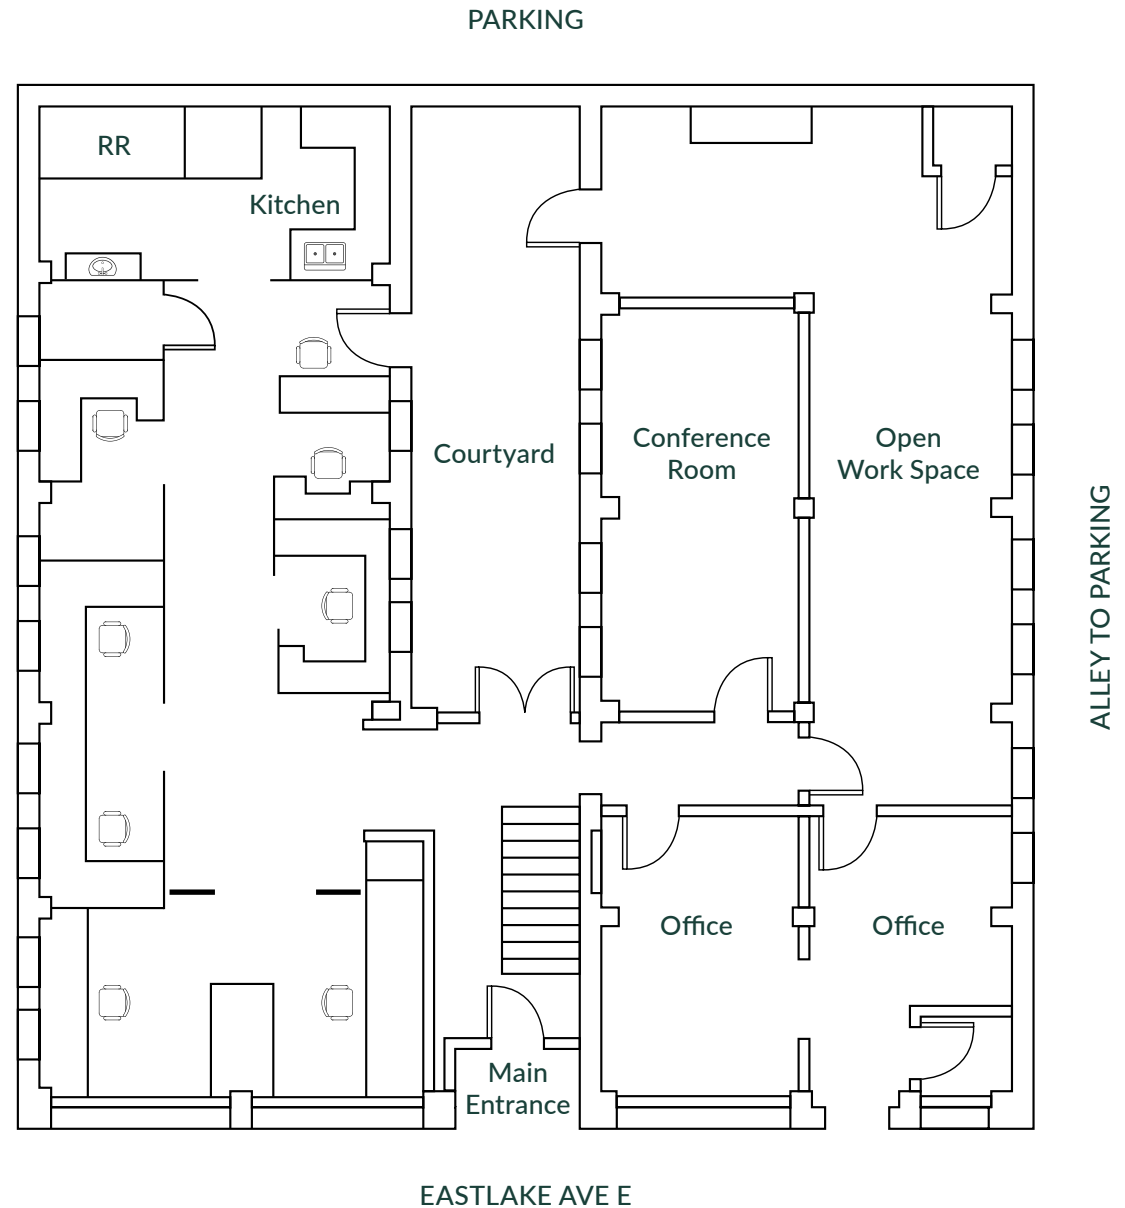 PARKING
RR
Kitchen
Courtyard
Conference
Room
Open
Work Space
ALLEY TO PARKING
Office
Office
Main
Entrance
EASTLAKE AVE E